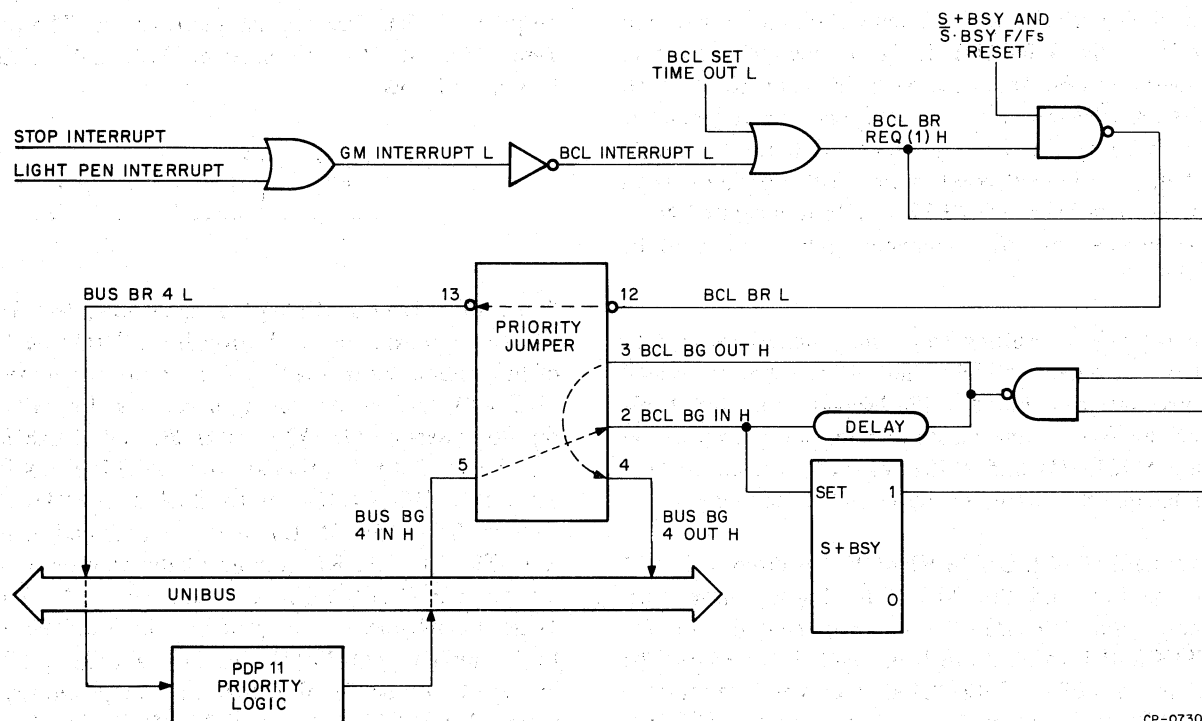 S+BSY AND
S̅·BSY F/Fs
RESET
BCL SET
TIME OUT L
STOP INTERRUPT
LIGHT PEN INTERRUPT
GM INTERRUPT L
BCL INTERRUPT L
BCL BR
REQ (1) H
BUS BR 4 L
13
12
BCL BR L
PRIORITY
JUMPER
3 BCL BG OUT H
2 BCL BG IN H
DELAY
5
4
BUS BG
4 IN H
BUS BG
4 OUT H
SET 1
S+BSY
0
UNIBUS
PDP 11
PRIORITY
LOGIC
CP-0730